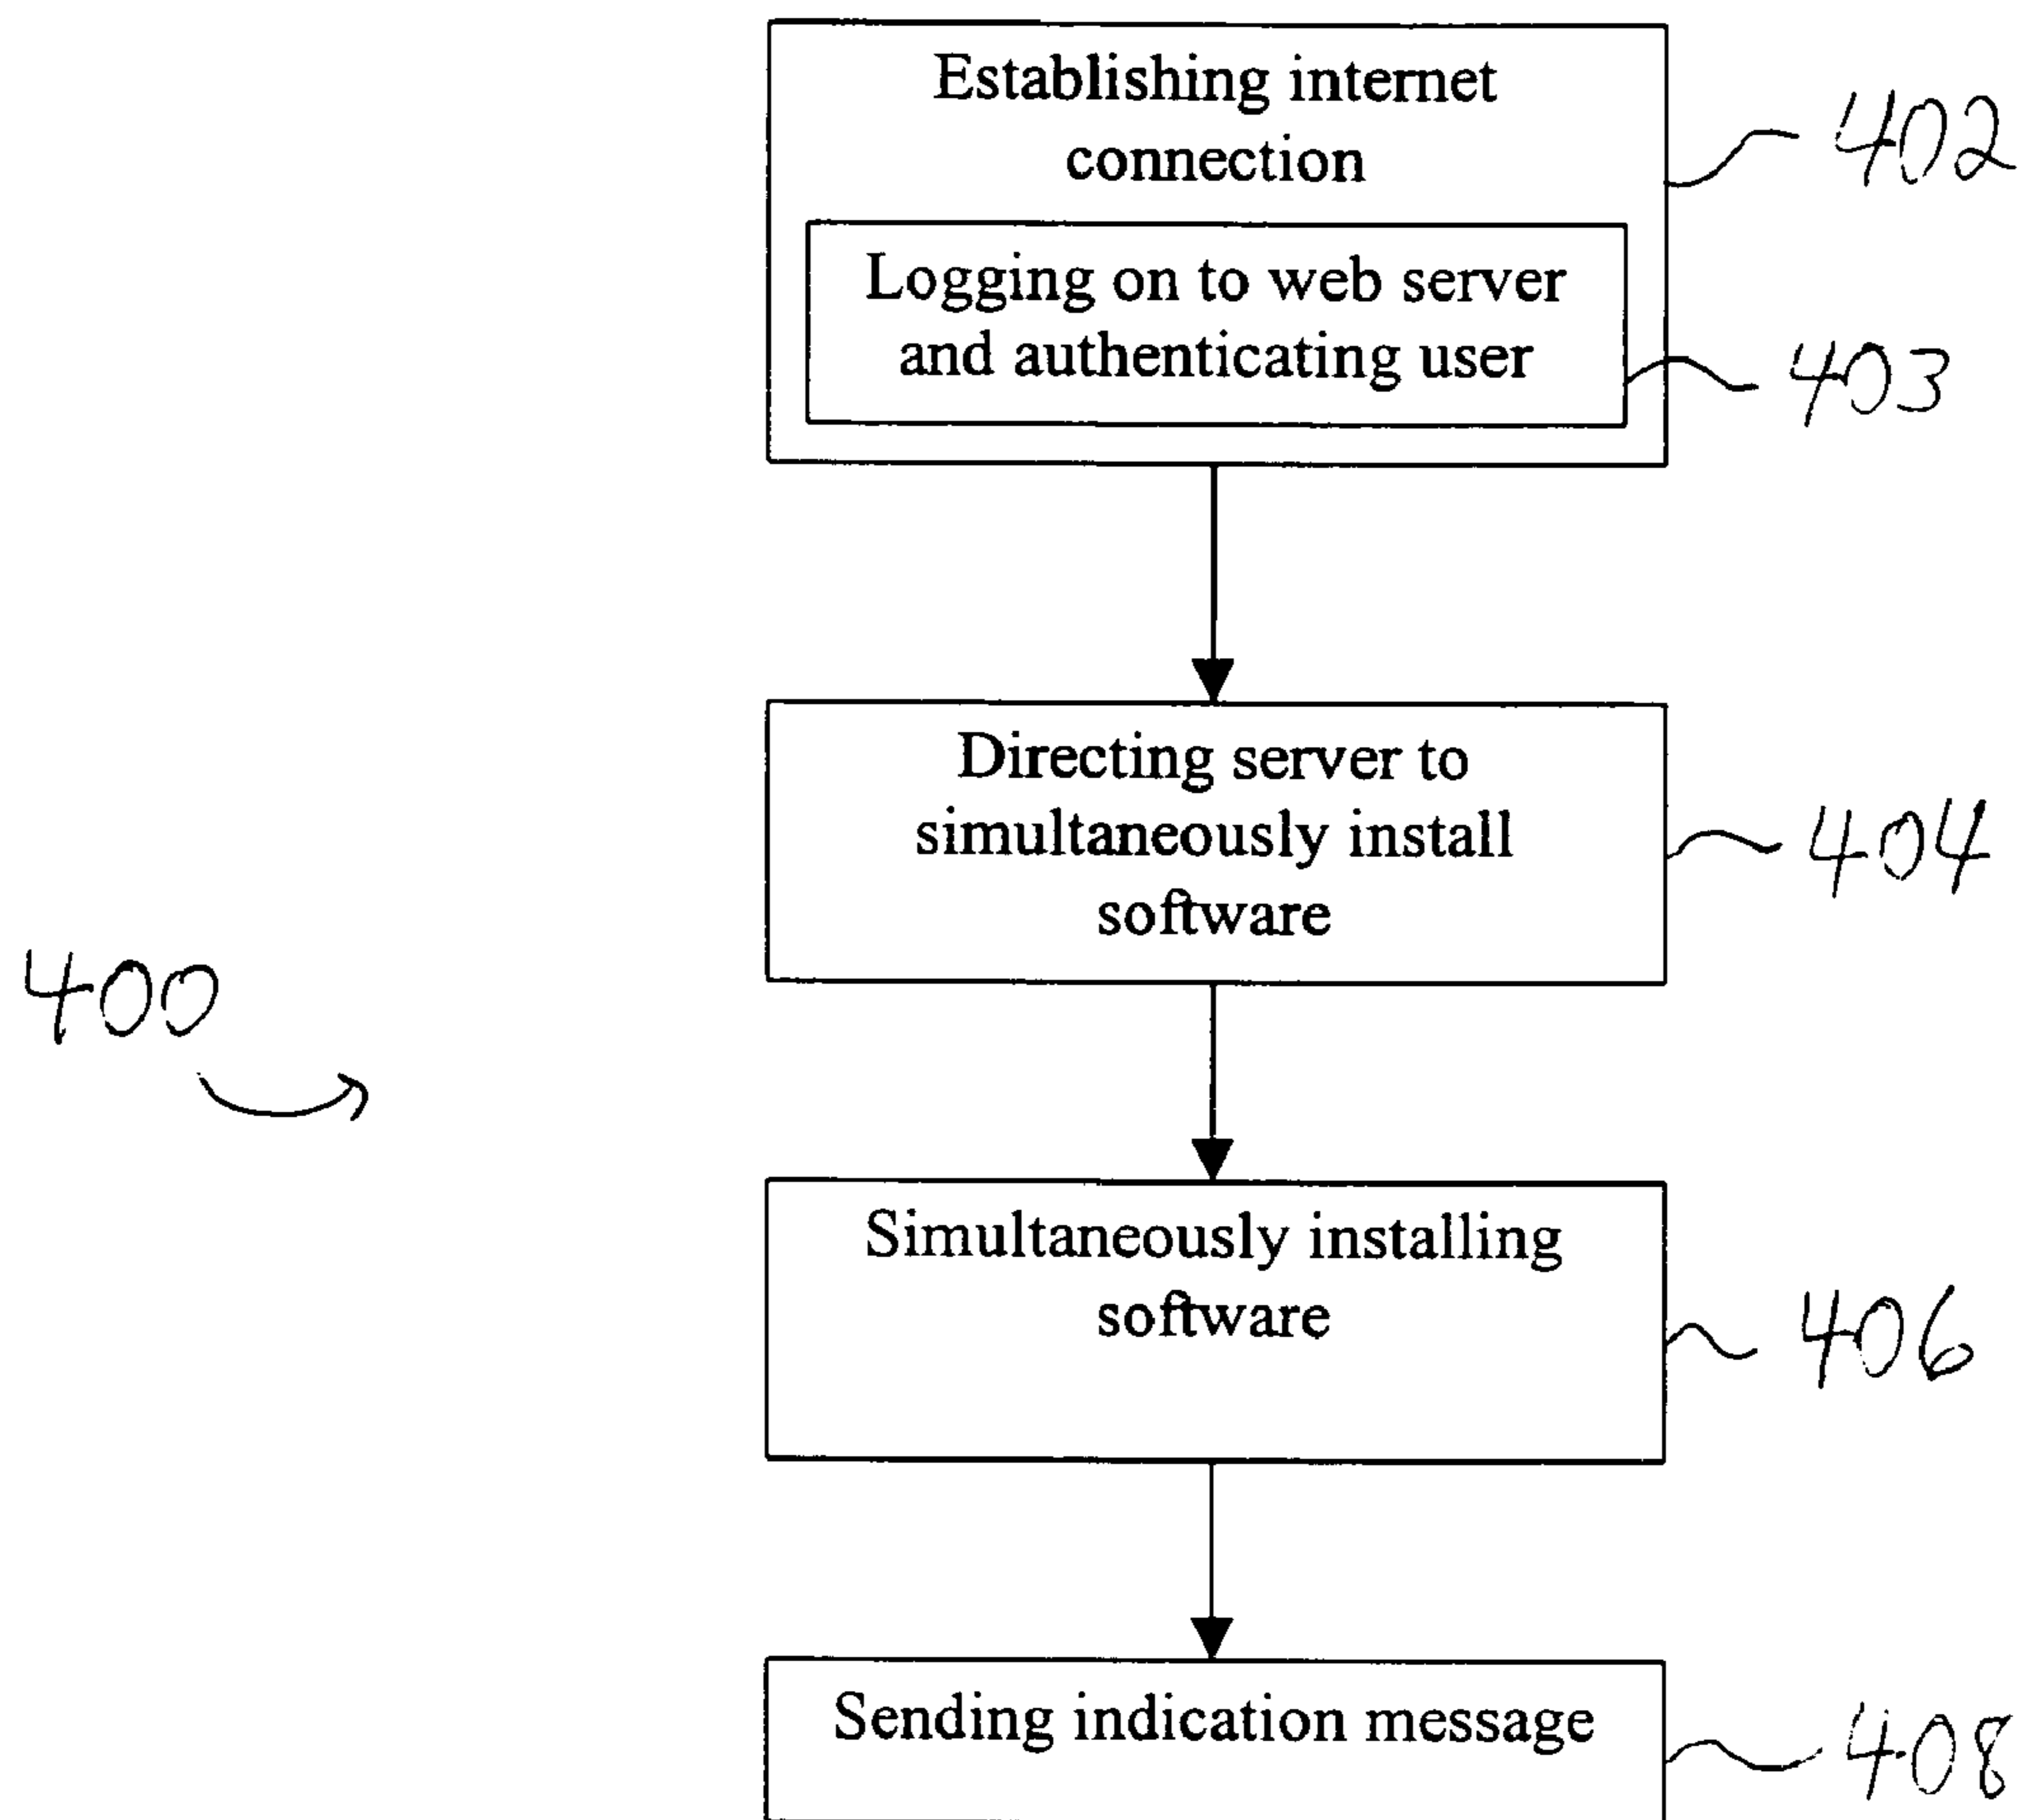 Establishing internet
connection
402
Logging on to web server
and authenticating user
403
Directing server to
simultaneously install
software
404
400
Simultaneously installing
software
406
Sending indication message
408